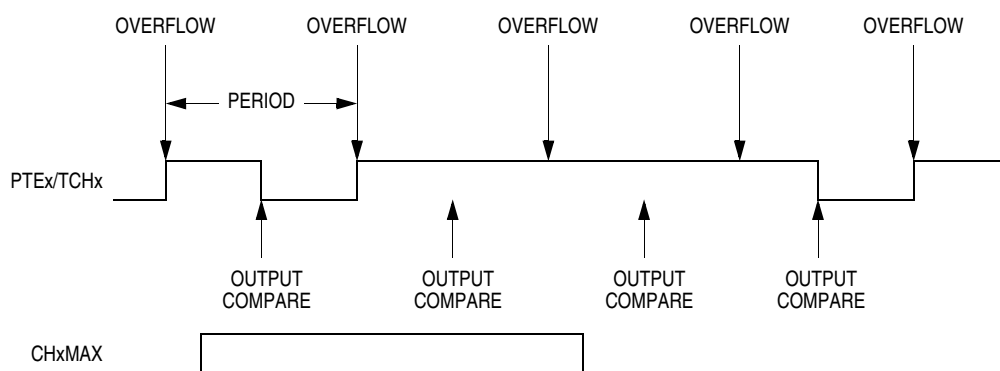 OVERFLOW OVERFLOW OVERFLOW OVERFLOW OVERFLOW
PERIOD
PTEx/TCHx
OUTPUT OUTPUT OUTPUT OUTPUT
COMPARE COMPARE COMPARE COMPARE
CHxMAX